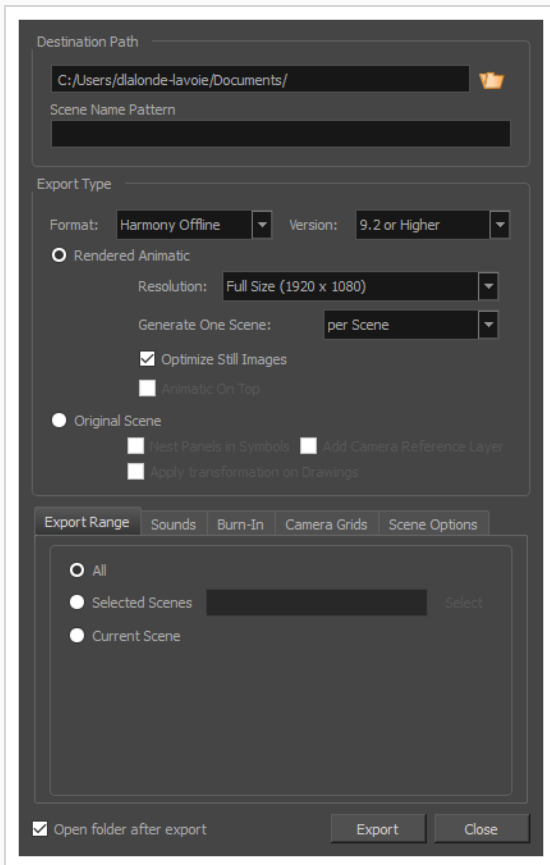 Destination Path
C:/Users/dlalonde-lavoie/Documents/
Scene Name Pattern
Export Type
Format: Harmony Offline Version: 9.2 or Higher
Rendered Animatic
Resolution: Full Size (1920 x 1080)
Generate One Scene: per Scene
Optimize Still Images
Animatic On Top
Original Scene
Nest Panels in Symbols Add Camera Reference Layer
Apply transformation on Drawings
Export Range Sounds Burn-In Camera Grids Scene Options
All
Selected Scenes Select
Current Scene
Open folder after export Export Close